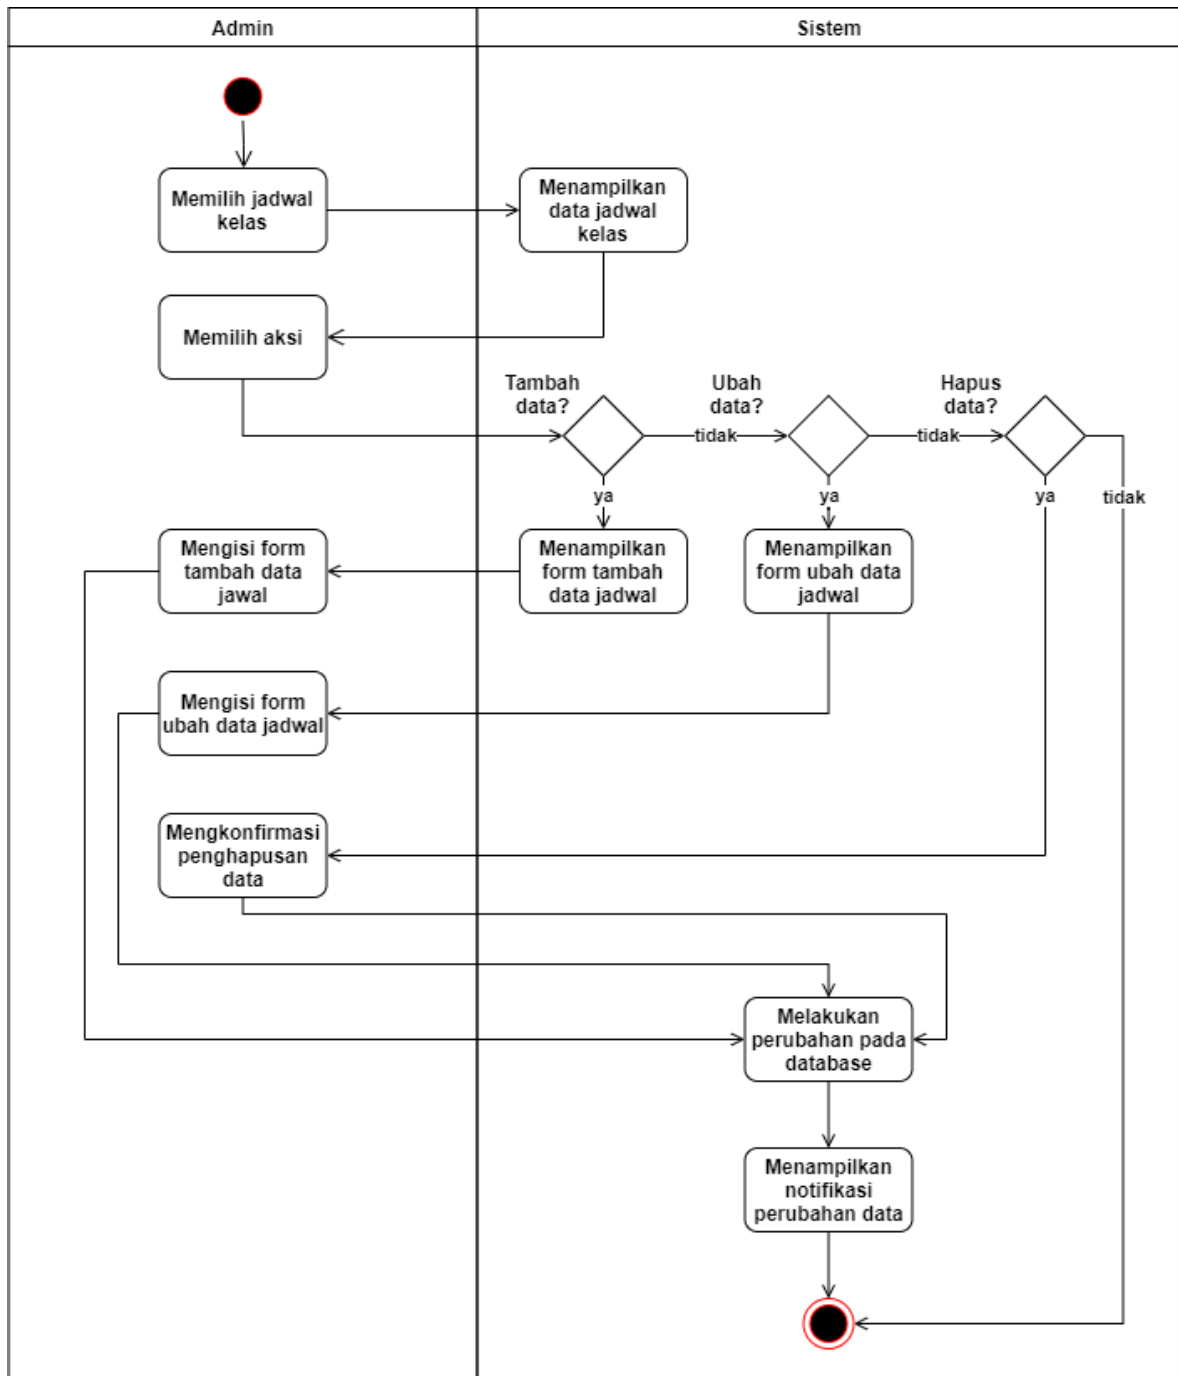 Admin
Sistem
Memilih jadwal
kelas
Menampilkan
data jadwal
kelas
Memilih aksi
Tambah
data?
Ubah
data?
Hapus
data?
tidak
tidak
ya
ya
ya
tidak
Mengisi form
tambah data
jawal
Menampilkan
form tambah
data jadwal
Menampilkan
form ubah data
jadwal
Mengisi form
ubah data jadwal
Mengkonfirmasi
penghapusan
data
Melakukan
perubahan pada
database
Menampilkan
notifikasi
perubahan data